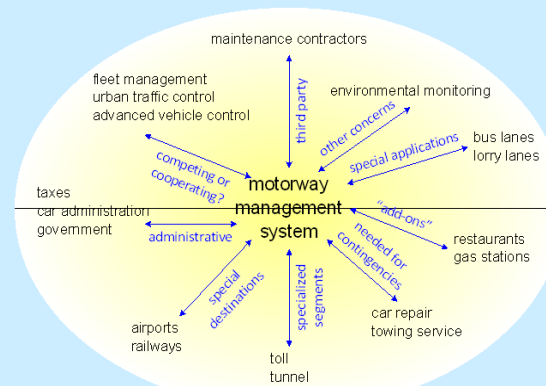 maintenance contractors
fleet management
urban traffic control
advanced vehicle control
third party
environmental monitoring
other concerns
bus lanes
lorry lanes
special applications
competing or
cooperating?
motorway
management
system
taxes
car administration
government
administrative
"add-ons"
restaurants
gas stations
needed for
contingencies
car repair
towing service
special
destinations
airports
railways
specialized
segments
toll
tunnel